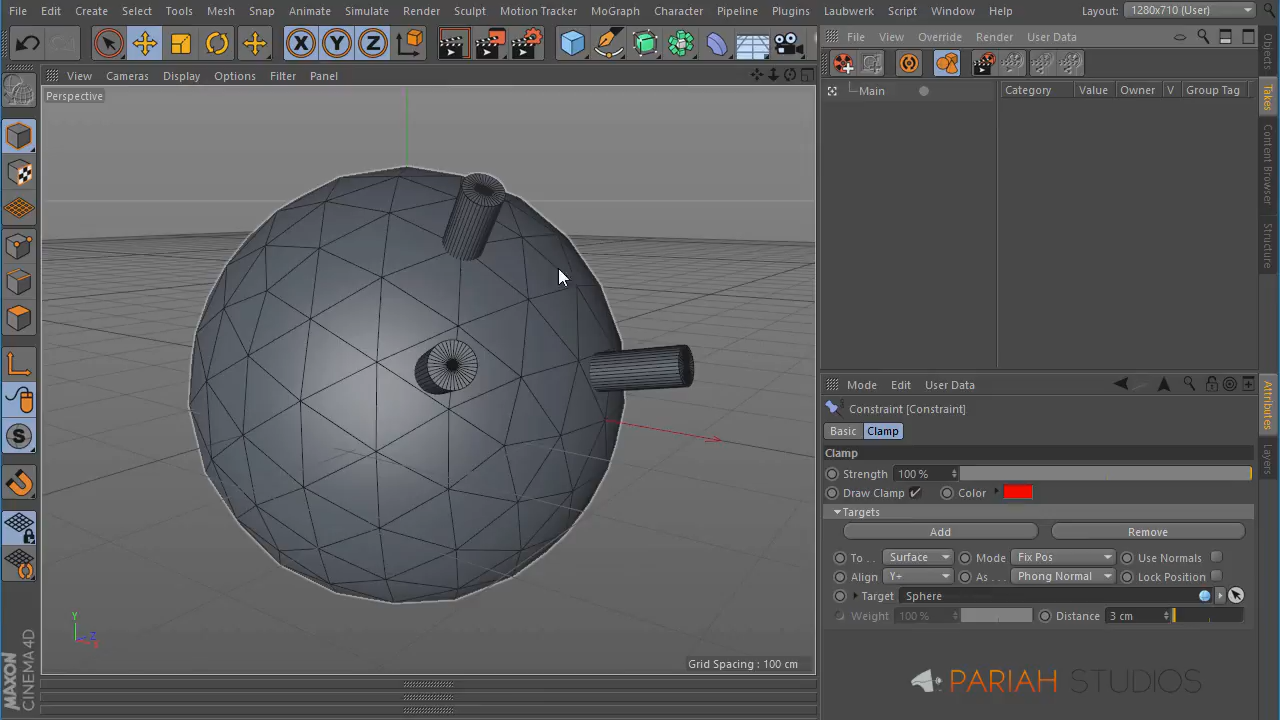 File Edit Create Select Tools Mesh Snap Animate Simulate Render Sculpt Motion Tracker MoGraph Character Pipeline Plugins Laubwerk Script Window Help Layout: 1280x710 (User)
X Y Z
File View Override Render User Data
View Cameras Display Options Filter Panel
Perspective
Main
Category Value Owner V Group Tag
Objects
Takes
Content Browser
Structure
Mode Edit User Data
Constraint [Constraint]
Basic Clamp
Clamp
Strength 100 %
Draw Clamp ✓ Color
Targets
Add Remove
To . . Surface Mode Fix Pos Use Normals
Align Y+ As . . . Phong Normal Lock Position
Target Sphere
Weight 100 % Distance 3 cm
Attributes
Layers
S
Y
Z
X
Grid Spacing : 100 cm
MAXON
CINEMA 4D
PARIAH STUDIOS